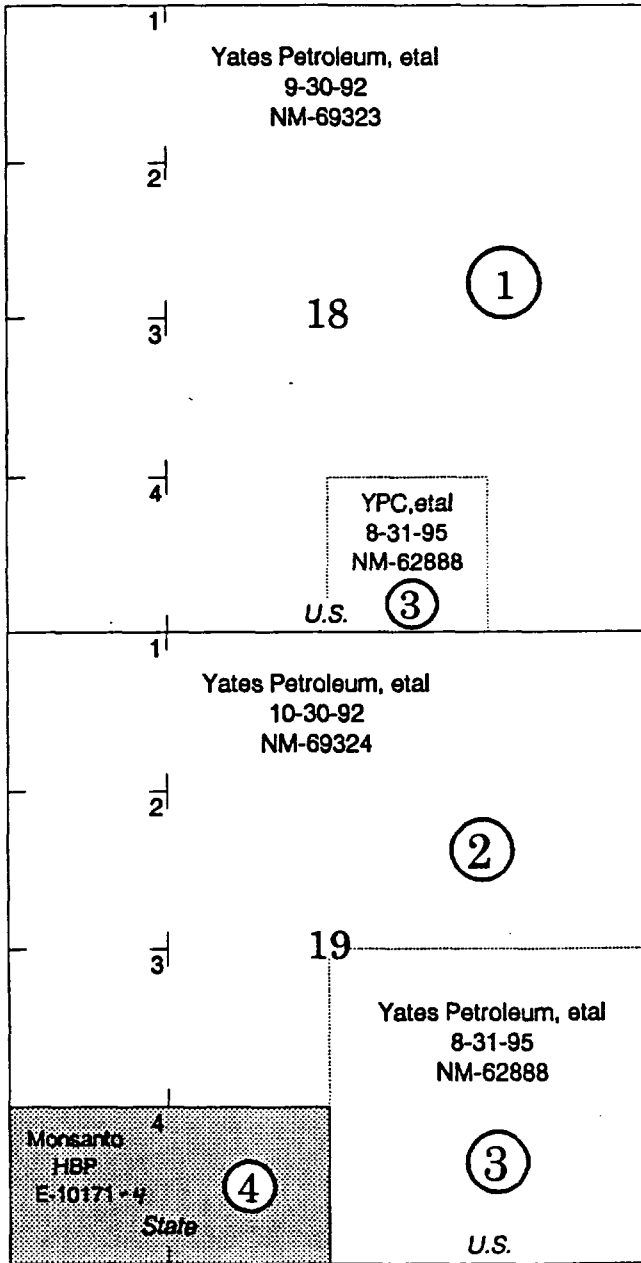 1
Yates Petroleum, etal
9-30-92
NM-69323
2
1
18
3
4
YPC,etal
8-31-95
NM-62888
3
U.S.
1
Yates Petroleum, etal
10-30-92
NM-69324
2
2
19
3
Yates Petroleum, etal
8-31-95
NM-62888
4
Monsanto
HBP
E-10171-4
4
3
State
U.S.